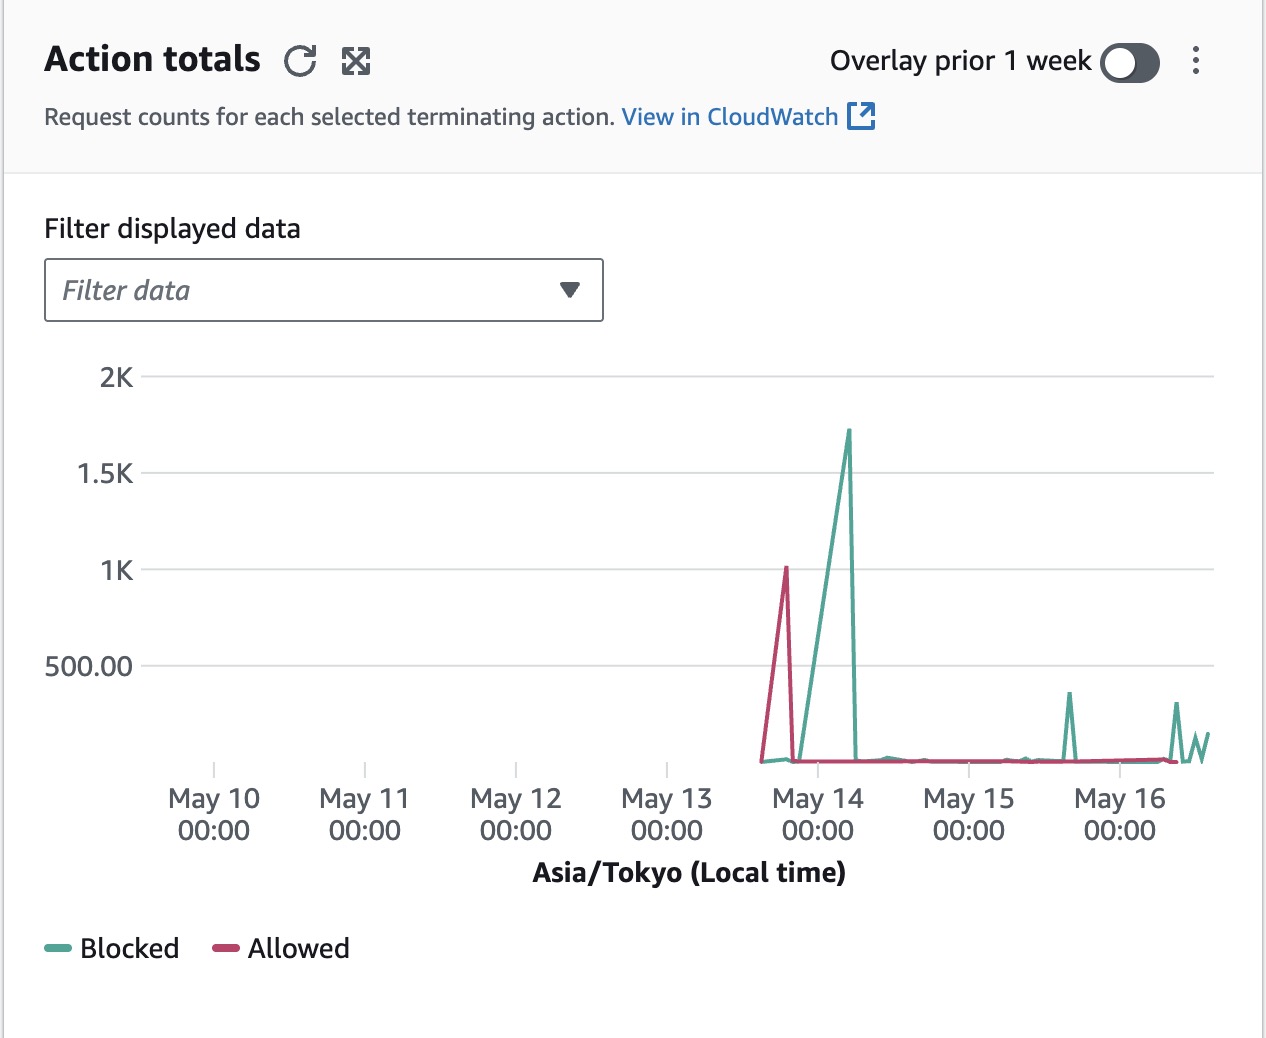 Action totals
Overlay prior 1 week
Request counts for each selected terminating action. View in CloudWatch
Filter displayed data
Filter data
2K
1.5K
1K
500.00
May 10 May 11 May 12 May 13 May 14 May 15 May 16
00:00 00:00 00:00 00:00 00:00 00:00 00:00
Asia/Tokyo (Local time)
Blocked Allowed